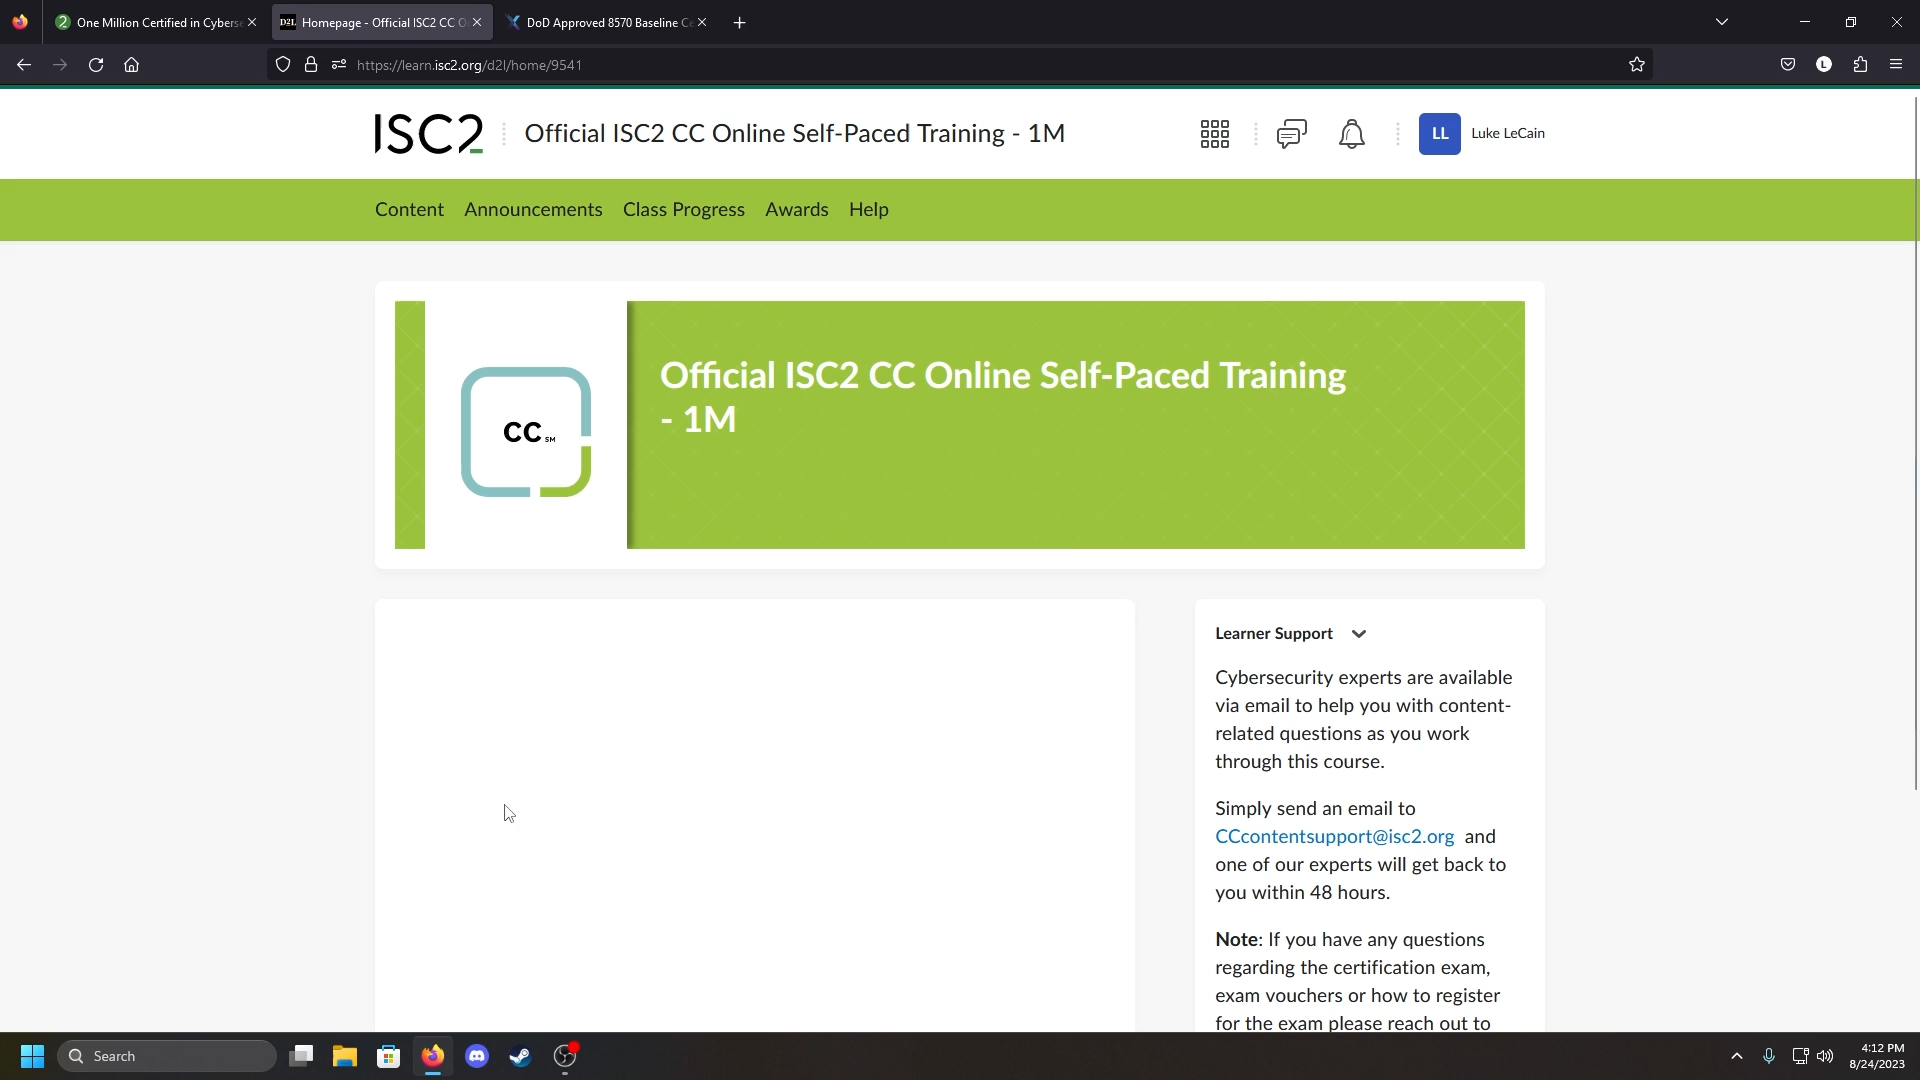 One Million Certified in Cyberse
Homepage - Official ISC2 CC O
DoD Approved 8570 Baseline Ce
https://learn.isc2.org/d2l/home/9541
ISC2
Official ISC2 CC Online Self-Paced Training - 1M
LL
Luke LeCain
Content
Announcements
Class Progress
Awards
Help
CC SM
Official ISC2 CC Online Self-Paced Training
- 1M
Learner Support
Cybersecurity experts are available
via email to help you with content-
related questions as you work
through this course.
Simply send an email to
CCcontentsupport@isc2.org and
one of our experts will get back to
you within 48 hours.
Note: If you have any questions
regarding the certification exam,
exam vouchers or how to register
for the exam please reach out to
Search
4:12 PM
8/24/2023